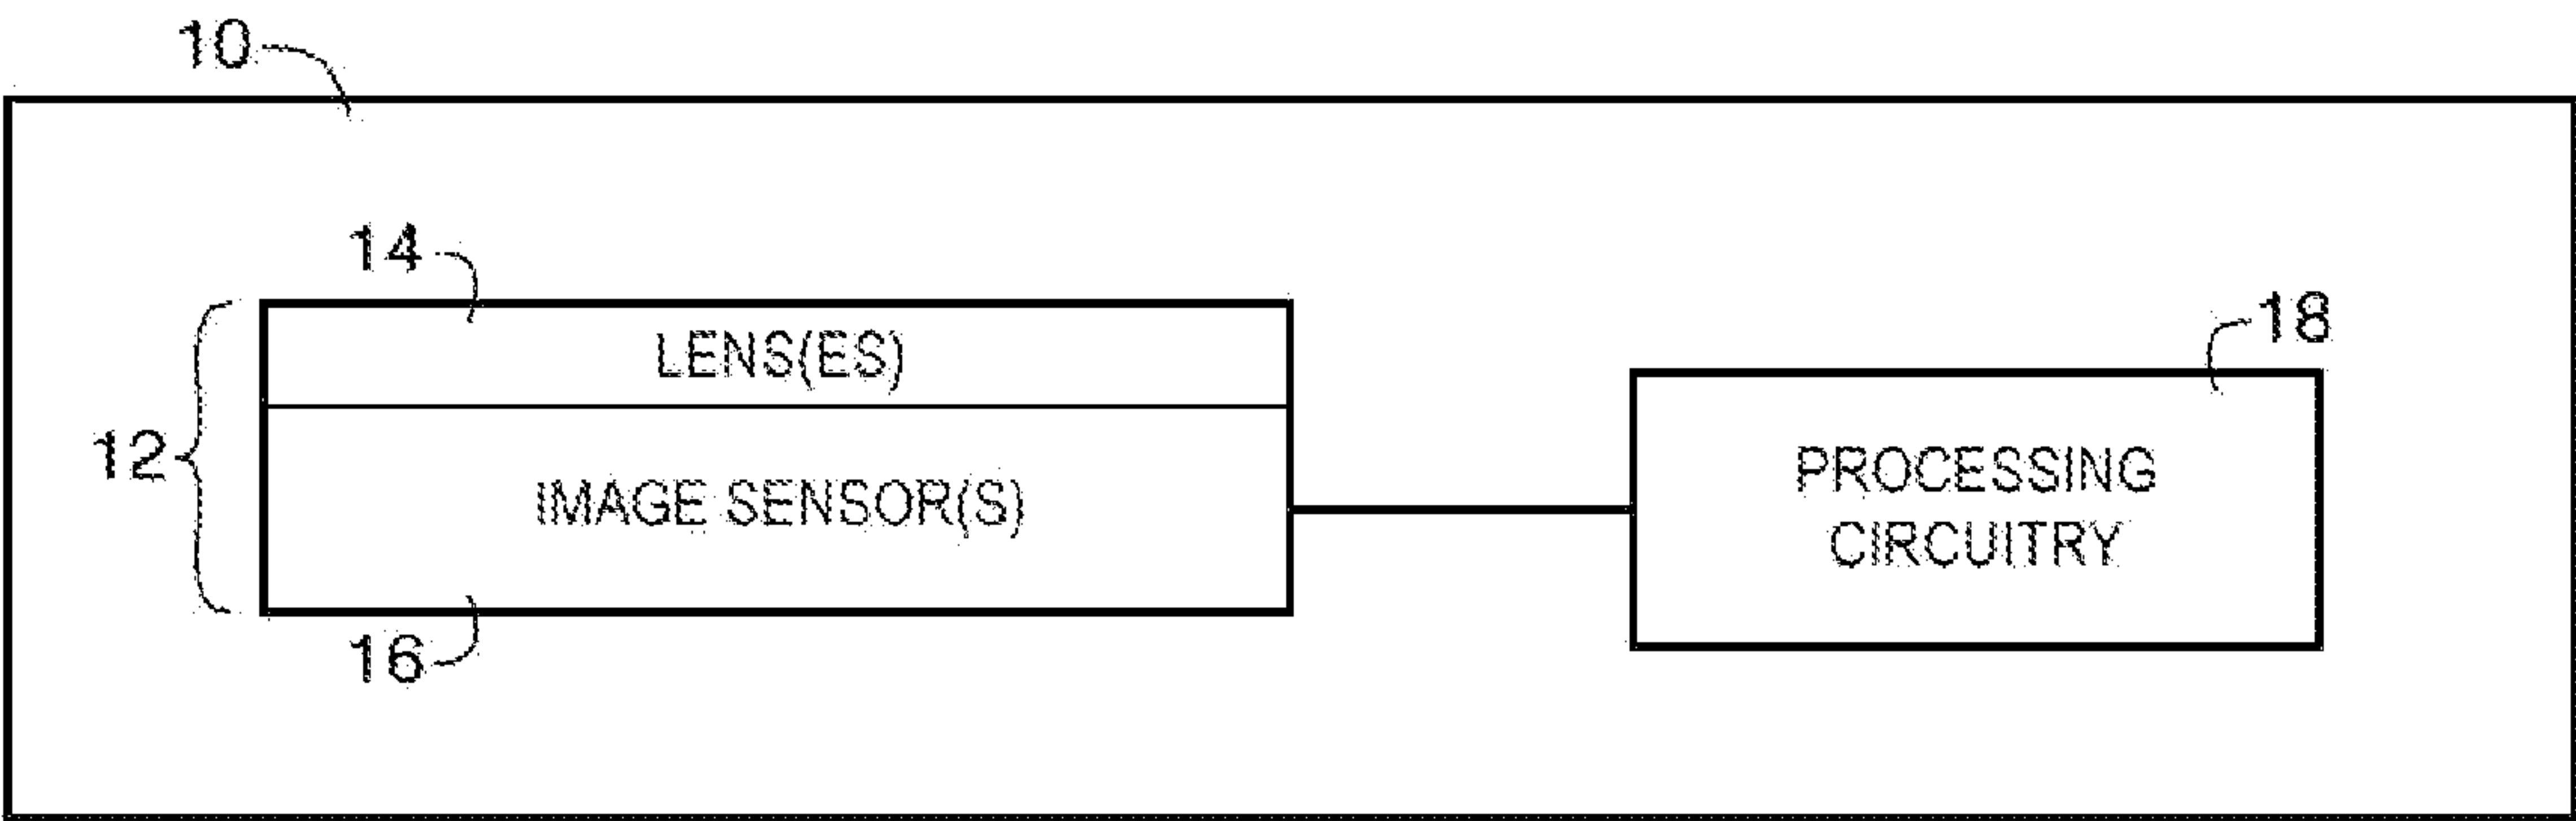 10
14
LENS(ES)
18
12
PROCESSING
IMAGE SENSOR(S)
CIRCUITRY
16